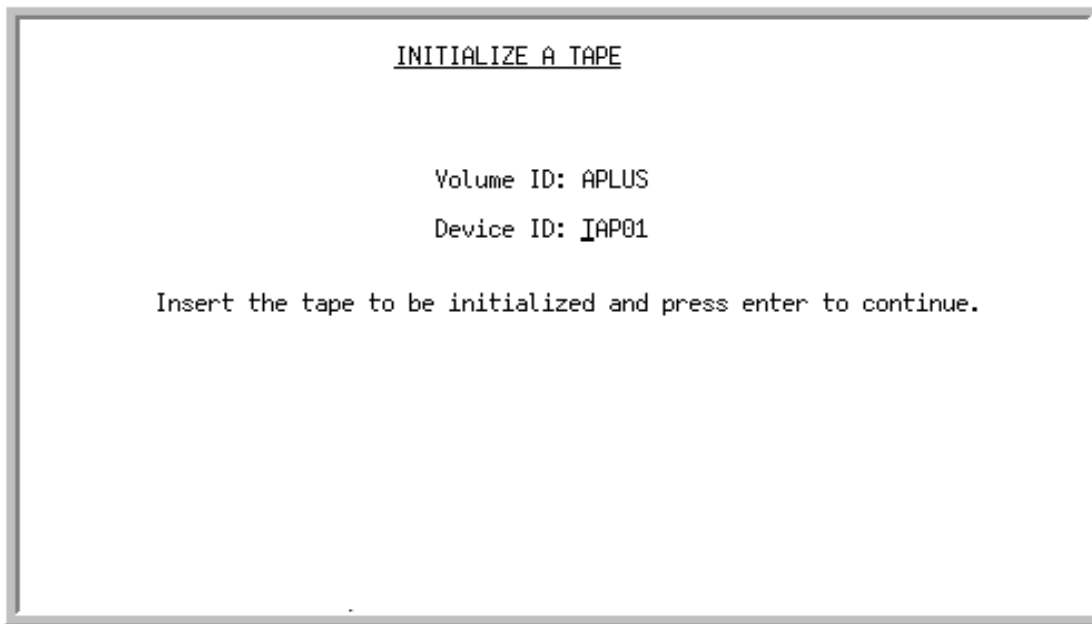 INITIALIZE A TAPE
Volume ID: APLUS
Device ID: TAP01
Insert the tape to be initialized and press enter to continue.